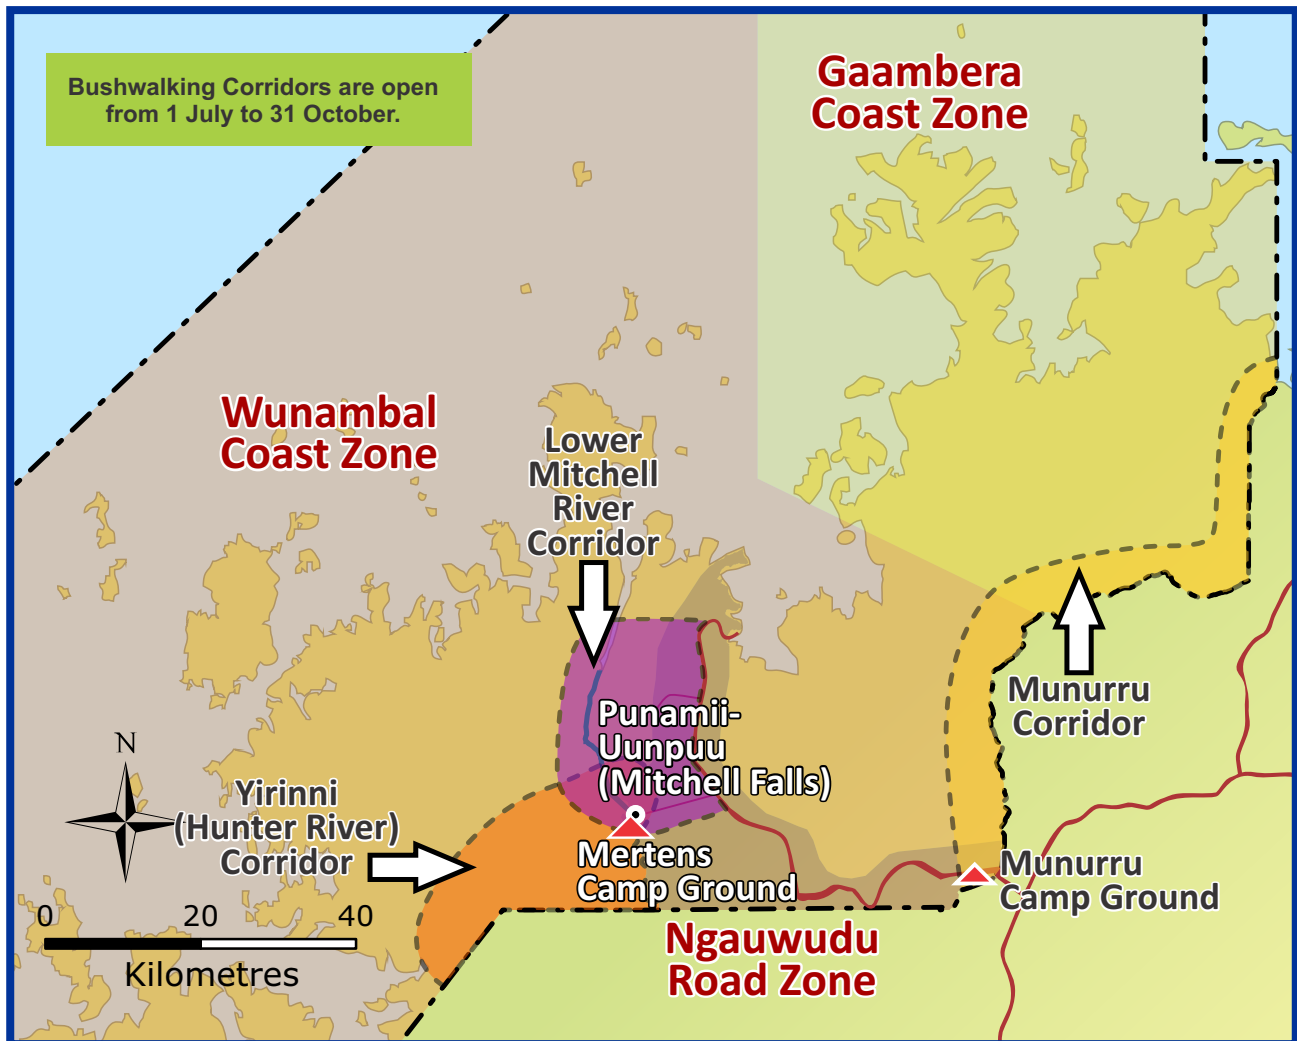 Bushwalking Corridors are open
from 1 July to 31 October.
Gaambera
Coast Zone
Wunambal
Coast Zone
Lower
Mitchell
River
Corridor
Munurru
Corridor
Punamii-
Uunpuu
(Mitchell Falls)
N
Yirinni
(Hunter River)
Corridor
Mertens
Camp Ground
Munurru
Camp Ground
0 20 40
Kilometres
Ngauwudu
Road Zone